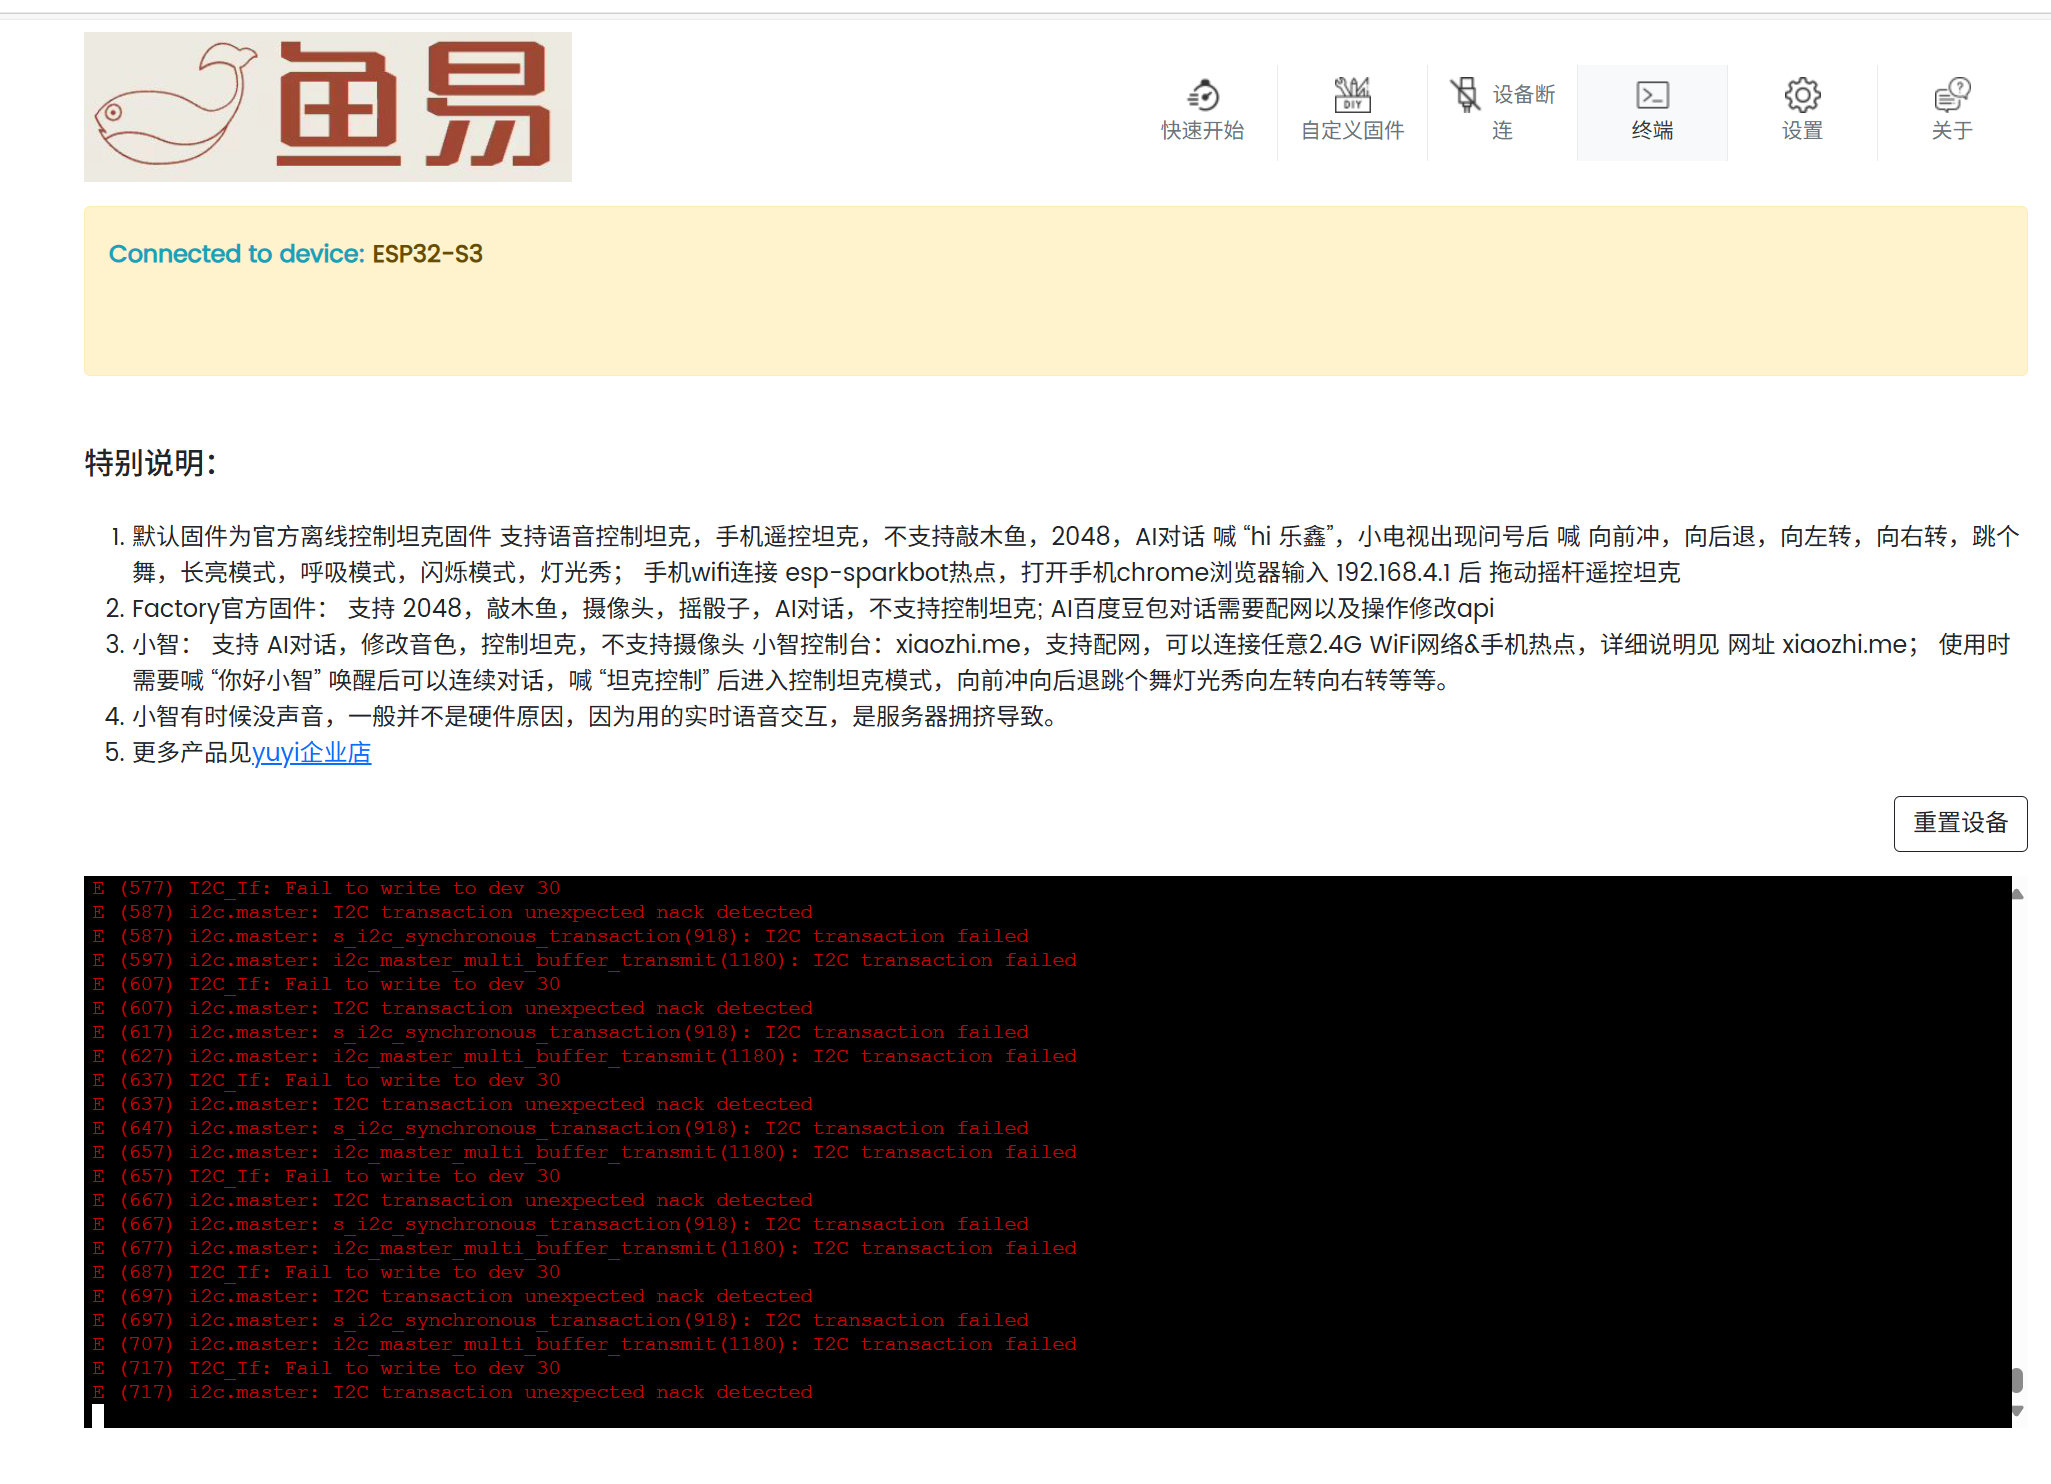 鱼易
快速开始
自定义固件
设备断
连
终端
设置
关于
Connected to device: ESP32-S3
特别说明：
1. 默认固件为官方离线控制坦克固件 支持语音控制坦克，手机遥控坦克，不支持敲木鱼，2048，AI对话 喊 “hi 乐鑫”，小电视出现问号后 喊 向前冲，向后退，向左转，向右转，跳个
舞，长亮模式，呼吸模式，闪烁模式，灯光秀； 手机wifi连接 esp-sparkbot热点，打开手机chrome浏览器输入 192.168.4.1 后 拖动摇杆遥控坦克
2. Factory官方固件： 支持 2048，敲木鱼，摄像头，摇骰子，AI对话，不支持控制坦克; AI百度豆包对话需要配网以及操作修改api
3. 小智： 支持 AI对话，修改音色，控制坦克，不支持摄像头 小智控制台：xiaozhi.me，支持配网，可以连接任意2.4G WiFi网络&手机热点，详细说明见 网址 xiaozhi.me； 使用时
需要喊 “你好小智” 唤醒后可以连续对话，喊 “坦克控制” 后进入控制坦克模式，向前冲向后退跳个舞灯光秀向左转向右转等等。
4. 小智有时候没声音，一般并不是硬件原因，因为用的实时语音交互，是服务器拥挤导致。
5. 更多产品见yuyi企业店
重置设备
E (577) I2C_If: Fail to write to dev 30
E (587) i2c.master: I2C transaction unexpected nack detected
E (587) i2c.master: s_i2c_synchronous_transaction(918): I2C transaction failed
E (597) i2c.master: i2c_master_multi_buffer_transmit(1180): I2C transaction failed
E (607) I2C_If: Fail to write to dev 30
E (607) i2c.master: I2C transaction unexpected nack detected
E (617) i2c.master: s_i2c_synchronous_transaction(918): I2C transaction failed
E (627) i2c.master: i2c_master_multi_buffer_transmit(1180): I2C transaction failed
E (637) I2C_If: Fail to write to dev 30
E (637) i2c.master: I2C transaction unexpected nack detected
E (647) i2c.master: s_i2c_synchronous_transaction(918): I2C transaction failed
E (657) i2c.master: i2c_master_multi_buffer_transmit(1180): I2C transaction failed
E (657) I2C_If: Fail to write to dev 30
E (667) i2c.master: I2C transaction unexpected nack detected
E (667) i2c.master: s_i2c_synchronous_transaction(918): I2C transaction failed
E (677) i2c.master: i2c_master_multi_buffer_transmit(1180): I2C transaction failed
E (687) I2C_If: Fail to write to dev 30
E (697) i2c.master: I2C transaction unexpected nack detected
E (697) i2c.master: s_i2c_synchronous_transaction(918): I2C transaction failed
E (707) i2c.master: i2c_master_multi_buffer_transmit(1180): I2C transaction failed
E (717) I2C_If: Fail to write to dev 30
E (717) i2c.master: I2C transaction unexpected nack detected